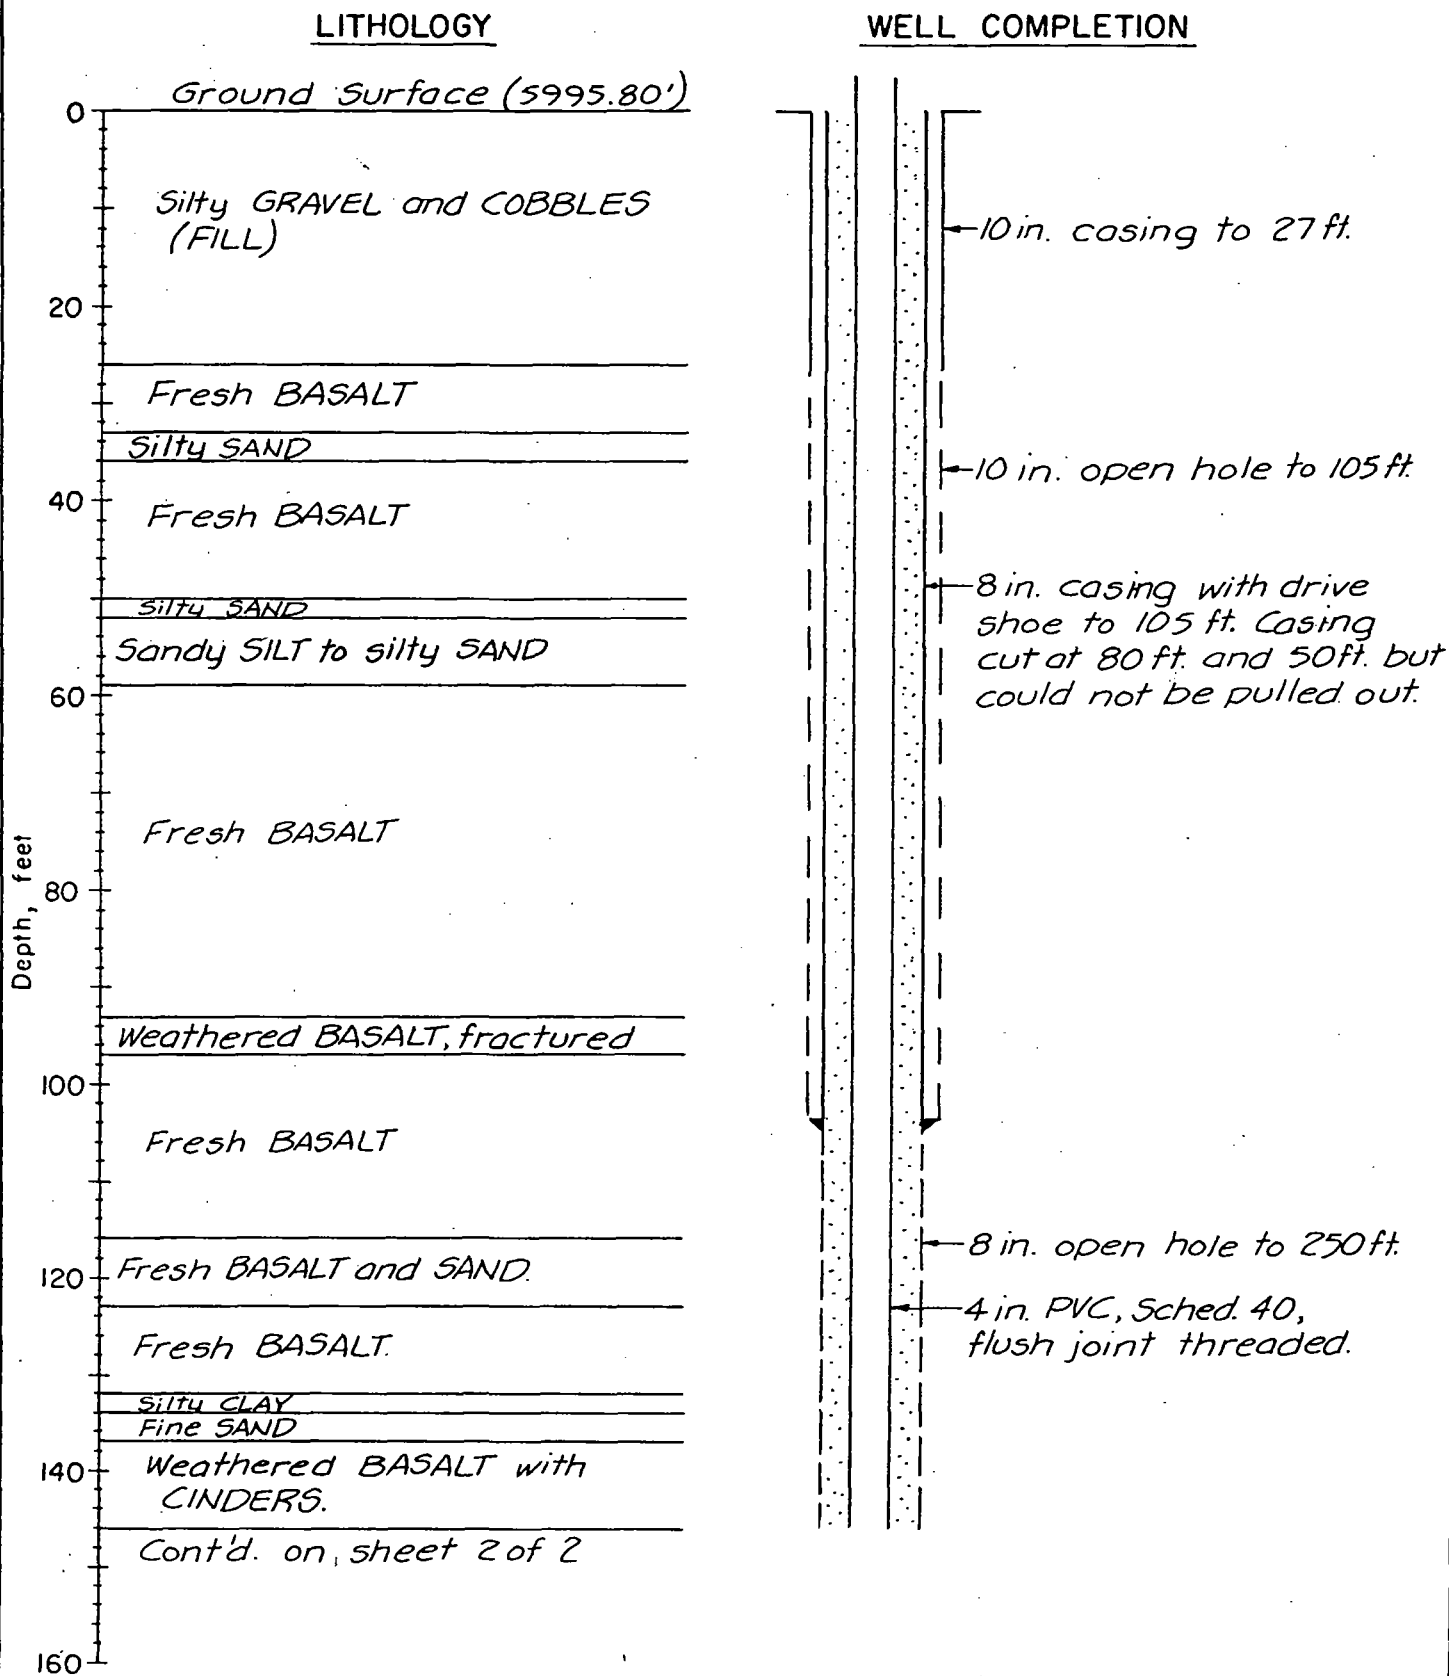 LITHOLOGY
WELL COMPLETION
Ground Surface (5995.80')
0
Silty GRAVEL and COBBLES
(FILL)
10 in. casing to 27 ft.
20
Fresh BASALT
Silty SAND
10 in. open hole to 105 ft.
40
Fresh BASALT
8 in. casing with drive
shoe to 105 ft. Casing
cut at 80 ft. and 50 ft. but
could not be pulled out.
Silty SAND
Sandy SILT to silty SAND
60
Fresh BASALT
Depth, feet
80
Weathered BASALT, fractured
100
Fresh BASALT
8 in. open hole to 250 ft.
Fresh BASALT and SAND.
120
4 in. PVC, Sched. 40,
flush joint threaded.
Fresh BASALT.
Silty CLAY
Fine SAND
140
Weathered BASALT with
CINDERS.
Cont'd. on sheet 2 of 2
160